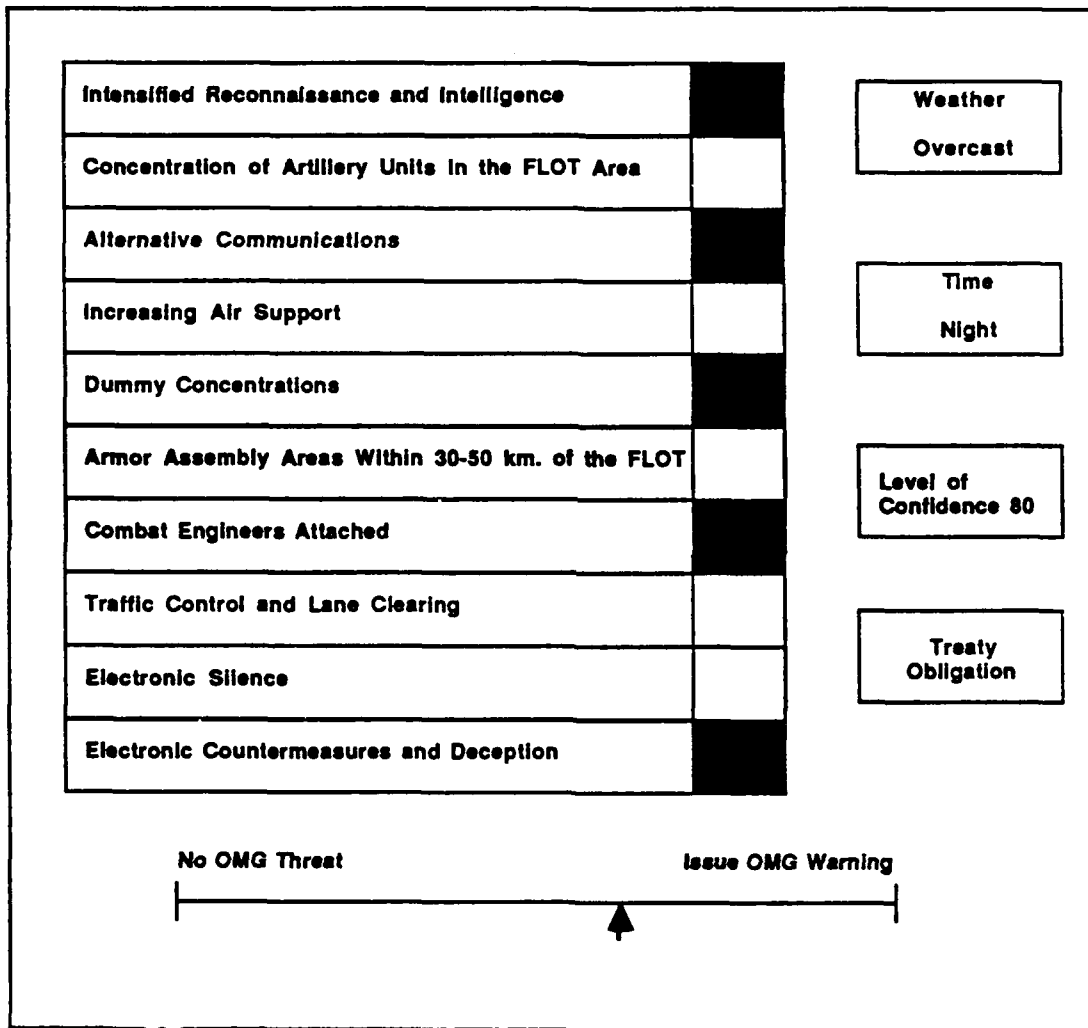 Intensified Reconnaissance and Intelligence
Concentration of Artillery Units in the FLOT Area
Alternative Communications
Increasing Air Support
Dummy Concentrations
Armor Assembly Areas Within 30-50 km. of the FLOT
Combat Engineers Attached
Traffic Control and Lane Clearing
Electronic Silence
Electronic Countermeasures and Deception
Weather
Overcast
Time
Night
Level of
Confidence 80
Treaty
Obligation
No OMG Threat
Issue OMG Warning